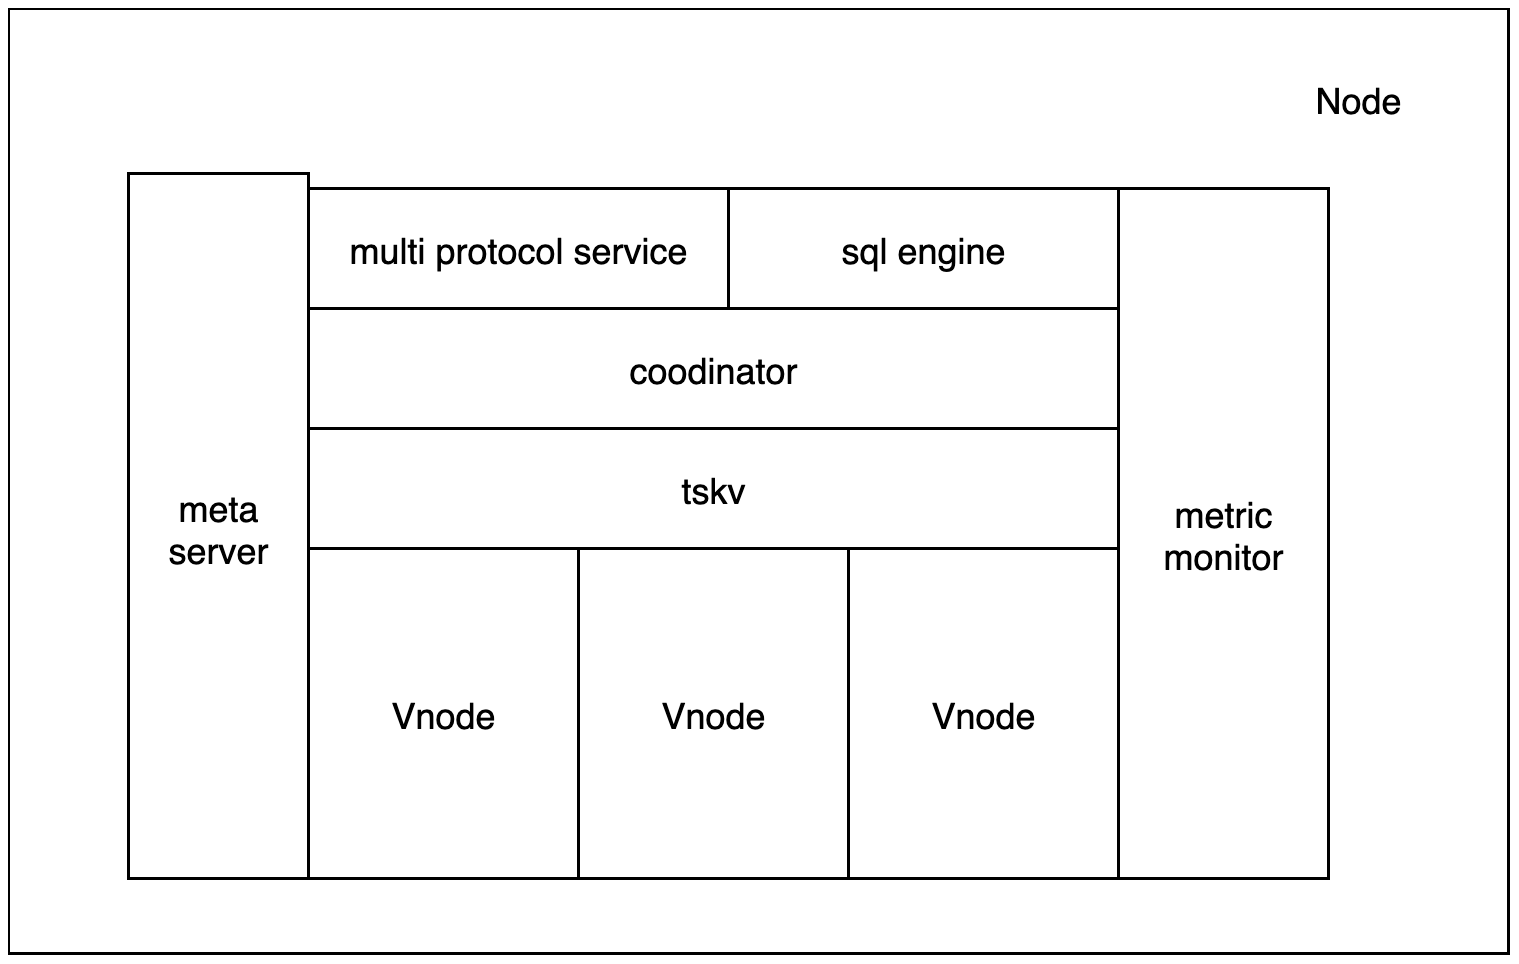 Node
multi protocol service
sql engine
coodinator
tskv
meta
server
metric
monitor
Vnode
Vnode
Vnode